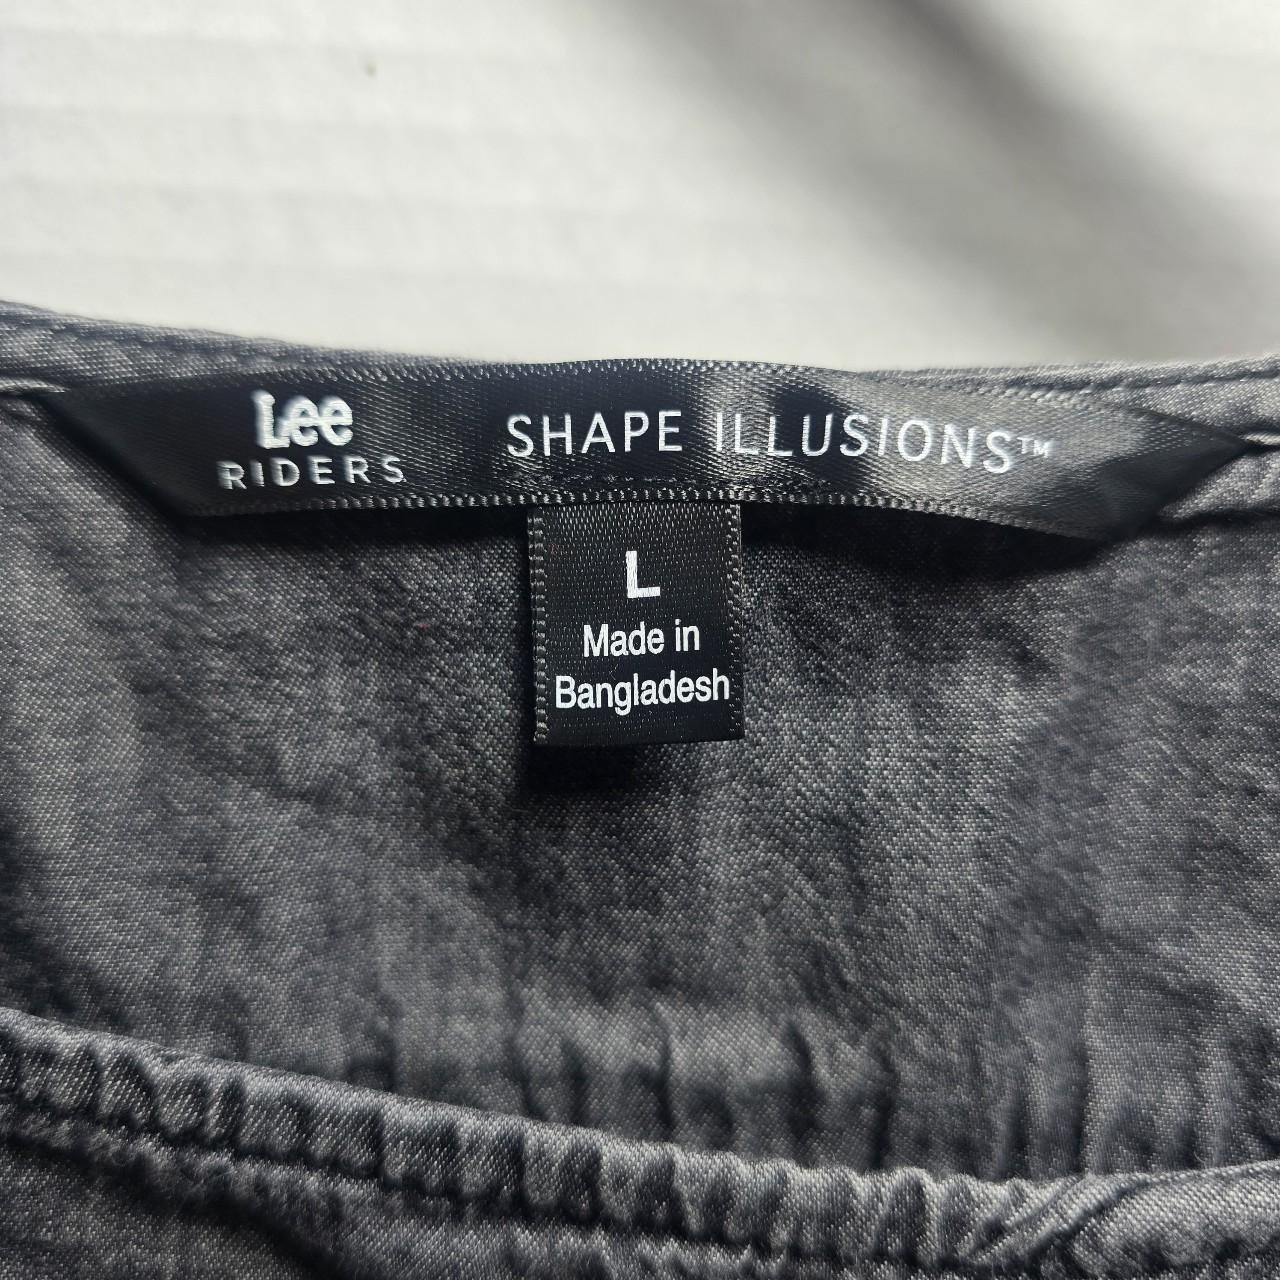 Lee
RIDERS
SHAPE ILLUSIONS™
L
Made in
Bangladesh